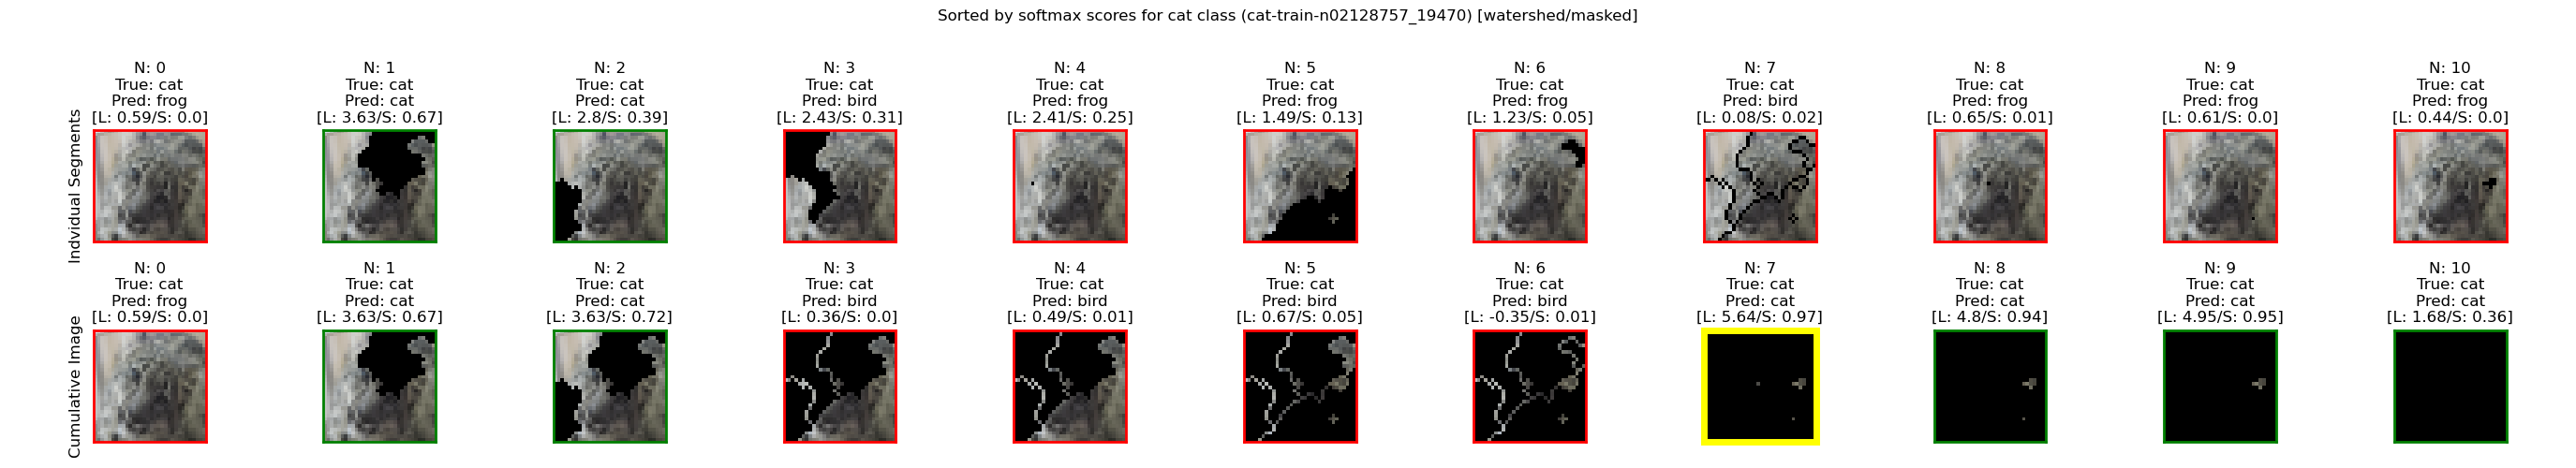 Sorted by softmax scores for cat class (cat-train-n02128757_19470) [watershed/masked]
Indvidual Segments
N: 0
True: cat
Pred: frog
[L: 0.59/S: 0.0]
N: 1
True: cat
Pred: cat
[L: 3.63/S: 0.67]
N: 2
True: cat
Pred: cat
[L: 2.8/S: 0.39]
N: 3
True: cat
Pred: bird
[L: 2.43/S: 0.31]
N: 4
True: cat
Pred: frog
[L: 2.41/S: 0.25]
N: 5
True: cat
Pred: frog
[L: 1.49/S: 0.13]
N: 6
True: cat
Pred: frog
[L: 1.23/S: 0.05]
N: 7
True: cat
Pred: bird
[L: 0.08/S: 0.02]
N: 8
True: cat
Pred: frog
[L: 0.65/S: 0.01]
N: 9
True: cat
Pred: frog
[L: 0.61/S: 0.0]
N: 10
True: cat
Pred: frog
[L: 0.44/S: 0.0]
Cumulative Image
N: 0
True: cat
Pred: frog
[L: 0.59/S: 0.0]
N: 1
True: cat
Pred: cat
[L: 3.63/S: 0.67]
N: 2
True: cat
Pred: cat
[L: 3.63/S: 0.72]
N: 3
True: cat
Pred: bird
[L: 0.36/S: 0.0]
N: 4
True: cat
Pred: bird
[L: 0.49/S: 0.01]
N: 5
True: cat
Pred: bird
[L: 0.67/S: 0.05]
N: 6
True: cat
Pred: bird
[L: -0.35/S: 0.01]
N: 7
True: cat
Pred: cat
[L: 5.64/S: 0.97]
N: 8
True: cat
Pred: cat
[L: 4.8/S: 0.94]
N: 9
True: cat
Pred: cat
[L: 4.95/S: 0.95]
N: 10
True: cat
Pred: cat
[L: 1.68/S: 0.36]